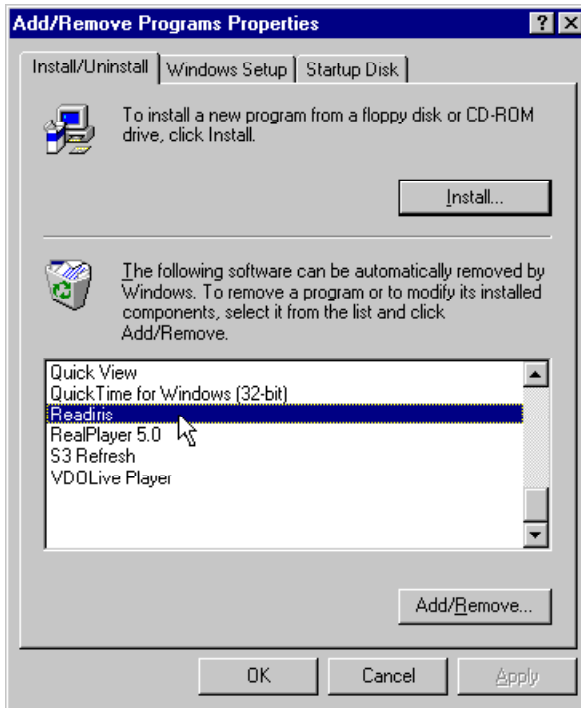 Add/Remove Programs Properties
Install/Uninstall
Windows Setup
Startup Disk
To install a new program from a floppy disk or CD-ROM
drive, click Install.
Install...
The following software can be automatically removed by
Windows. To remove a program or to modify its installed
components, select it from the list and click
Add/Remove.
Quick View
QuickTime for Windows (32-bit)
Readiris
RealPlayer 5.0
S3 Refresh
VDOLive Player
Add/Remove...
OK
Cancel
Apply